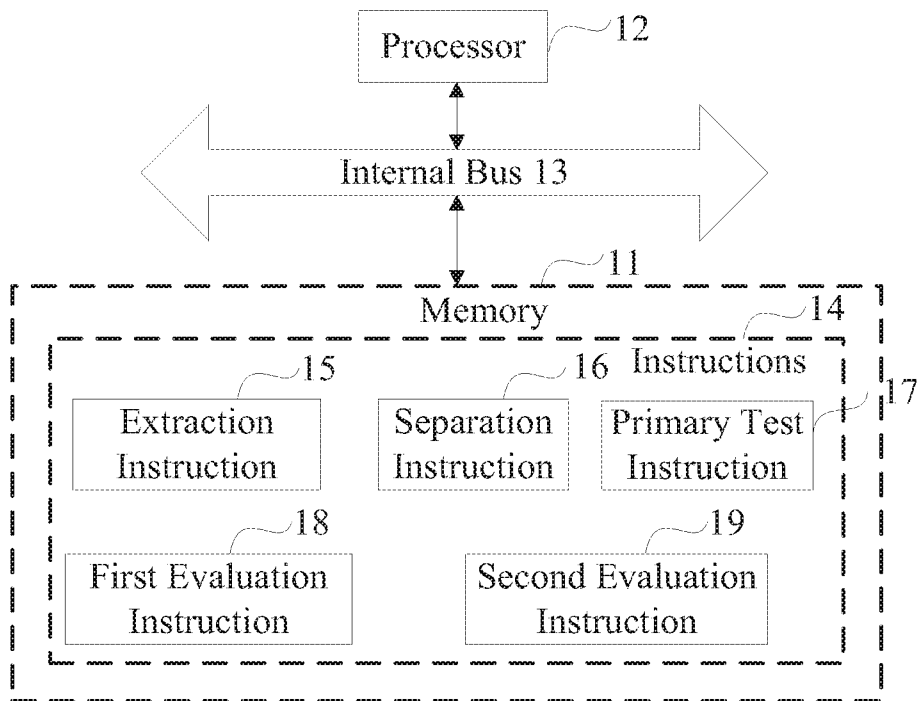 Processor
12
Internal Bus 13
11
Memory
14
Instructions
15
Extraction
Instruction
16
Separation
Instruction
17
Primary Test
Instruction
18
First Evaluation
Instruction
19
Second Evaluation
Instruction